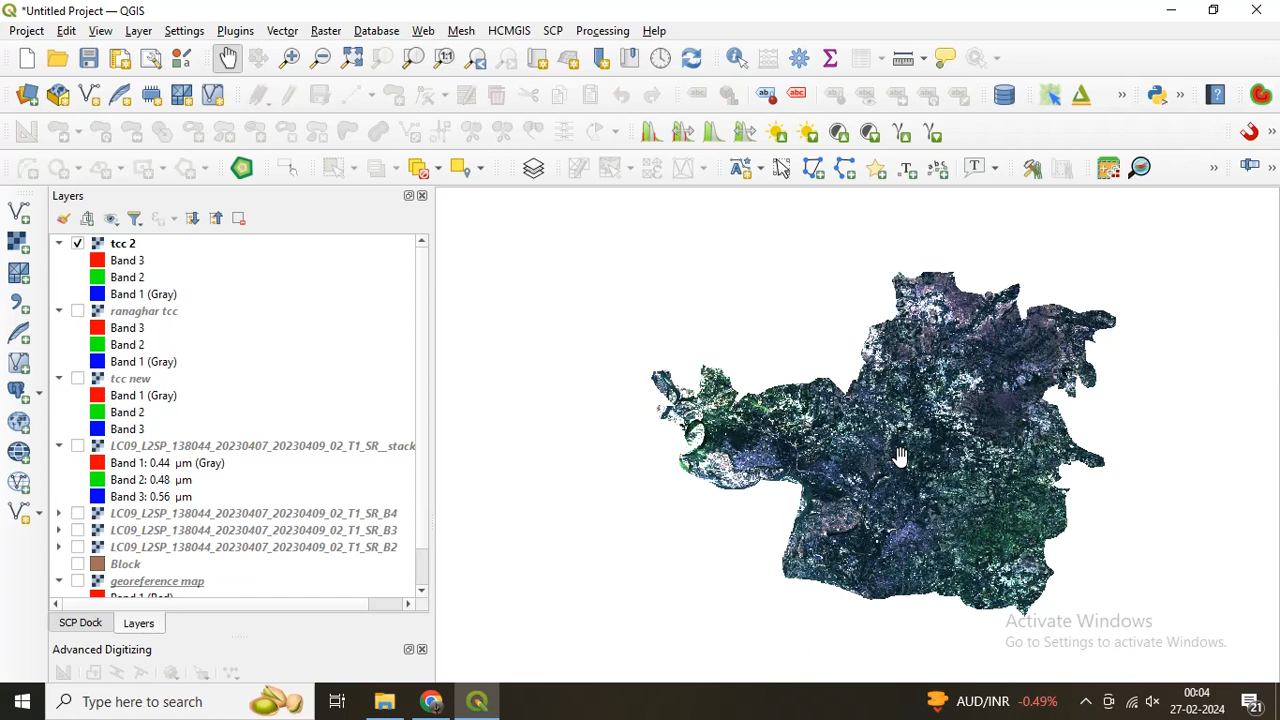 *Untitled Project — QGIS
Project Edit View Layer Settings Plugins Vector Raster Database Web Mesh HCMGIS SCP Processing Help
Layers
tcc 2
Band 3
Band 2
Band 1 (Gray)
ranaghar tcc
Band 3
Band 2
Band 1 (Gray)
tcc new
Band 1 (Gray)
Band 2
Band 3
LC09_L2SP_138044_20230407_20230409_02_T1_SR__stack
Band 1: 0.44 µm (Gray)
Band 2: 0.48 µm
Band 3: 0.56 µm
LC09_L2SP_138044_20230407_20230409_02_T1_SR_B4
LC09_L2SP_138044_20230407_20230409_02_T1_SR_B3
LC09_L2SP_138044_20230407_20230409_02_T1_SR_B2
Block
georeference map
Band 1 (Red)
SCP Dock Layers
Advanced Digitizing
Activate Windows
Go to Settings to activate Windows.
Type here to search
AUD/INR -0.49%
00:04
27-02-2024
21